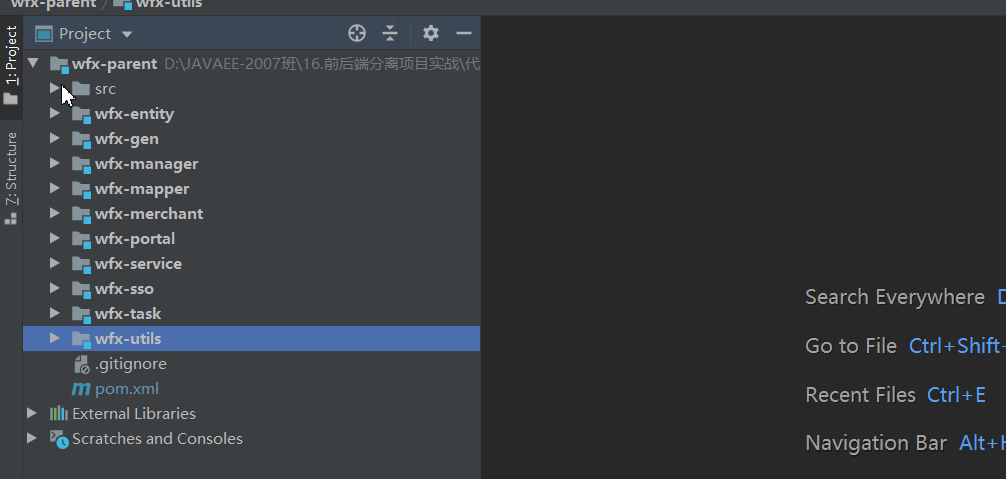 wfx-parent / wfx-utils
1: Project
Z: Structure
Project
wfx-parent D:\JAVAEE-2007班\16.前后端分离项目实战\代
src
wfx-entity
wfx-gen
wfx-manager
wfx-mapper
wfx-merchant
wfx-portal
wfx-service
wfx-sso
wfx-task
wfx-utils
.gitignore
pom.xml
External Libraries
Scratches and Consoles
Search Everywhere D
Go to File Ctrl+Shift+
Recent Files Ctrl+E
Navigation Bar Alt+H